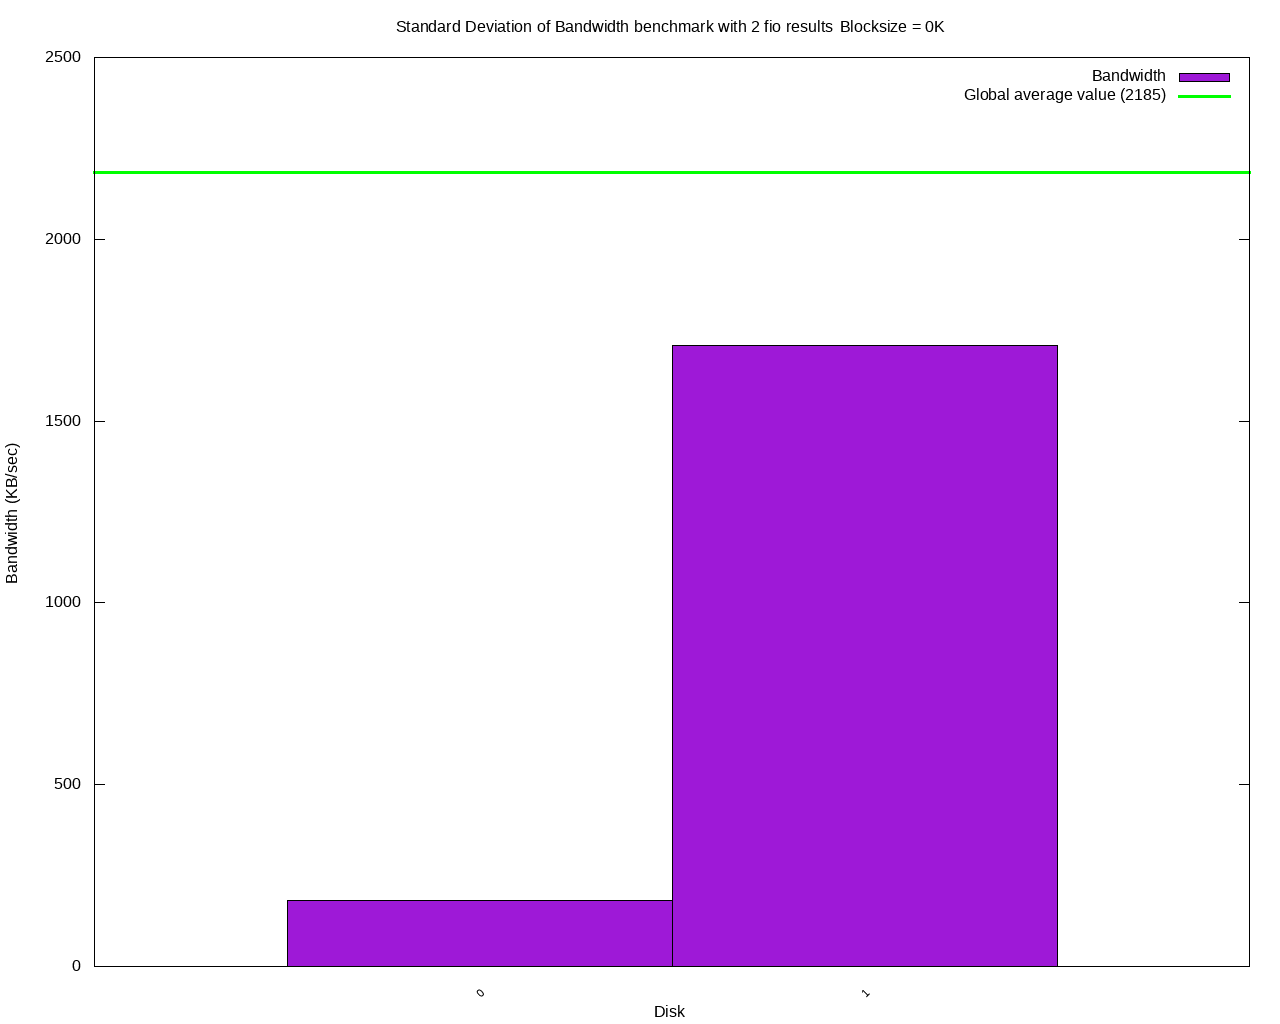 Standard Deviation of Bandwidth benchmark with 2 fio results Blocksize = 0K
2500
Bandwidth
Global average value (2185)
2000
1500
Bandwidth (KB/sec)
1000
500
0
0
1
Disk